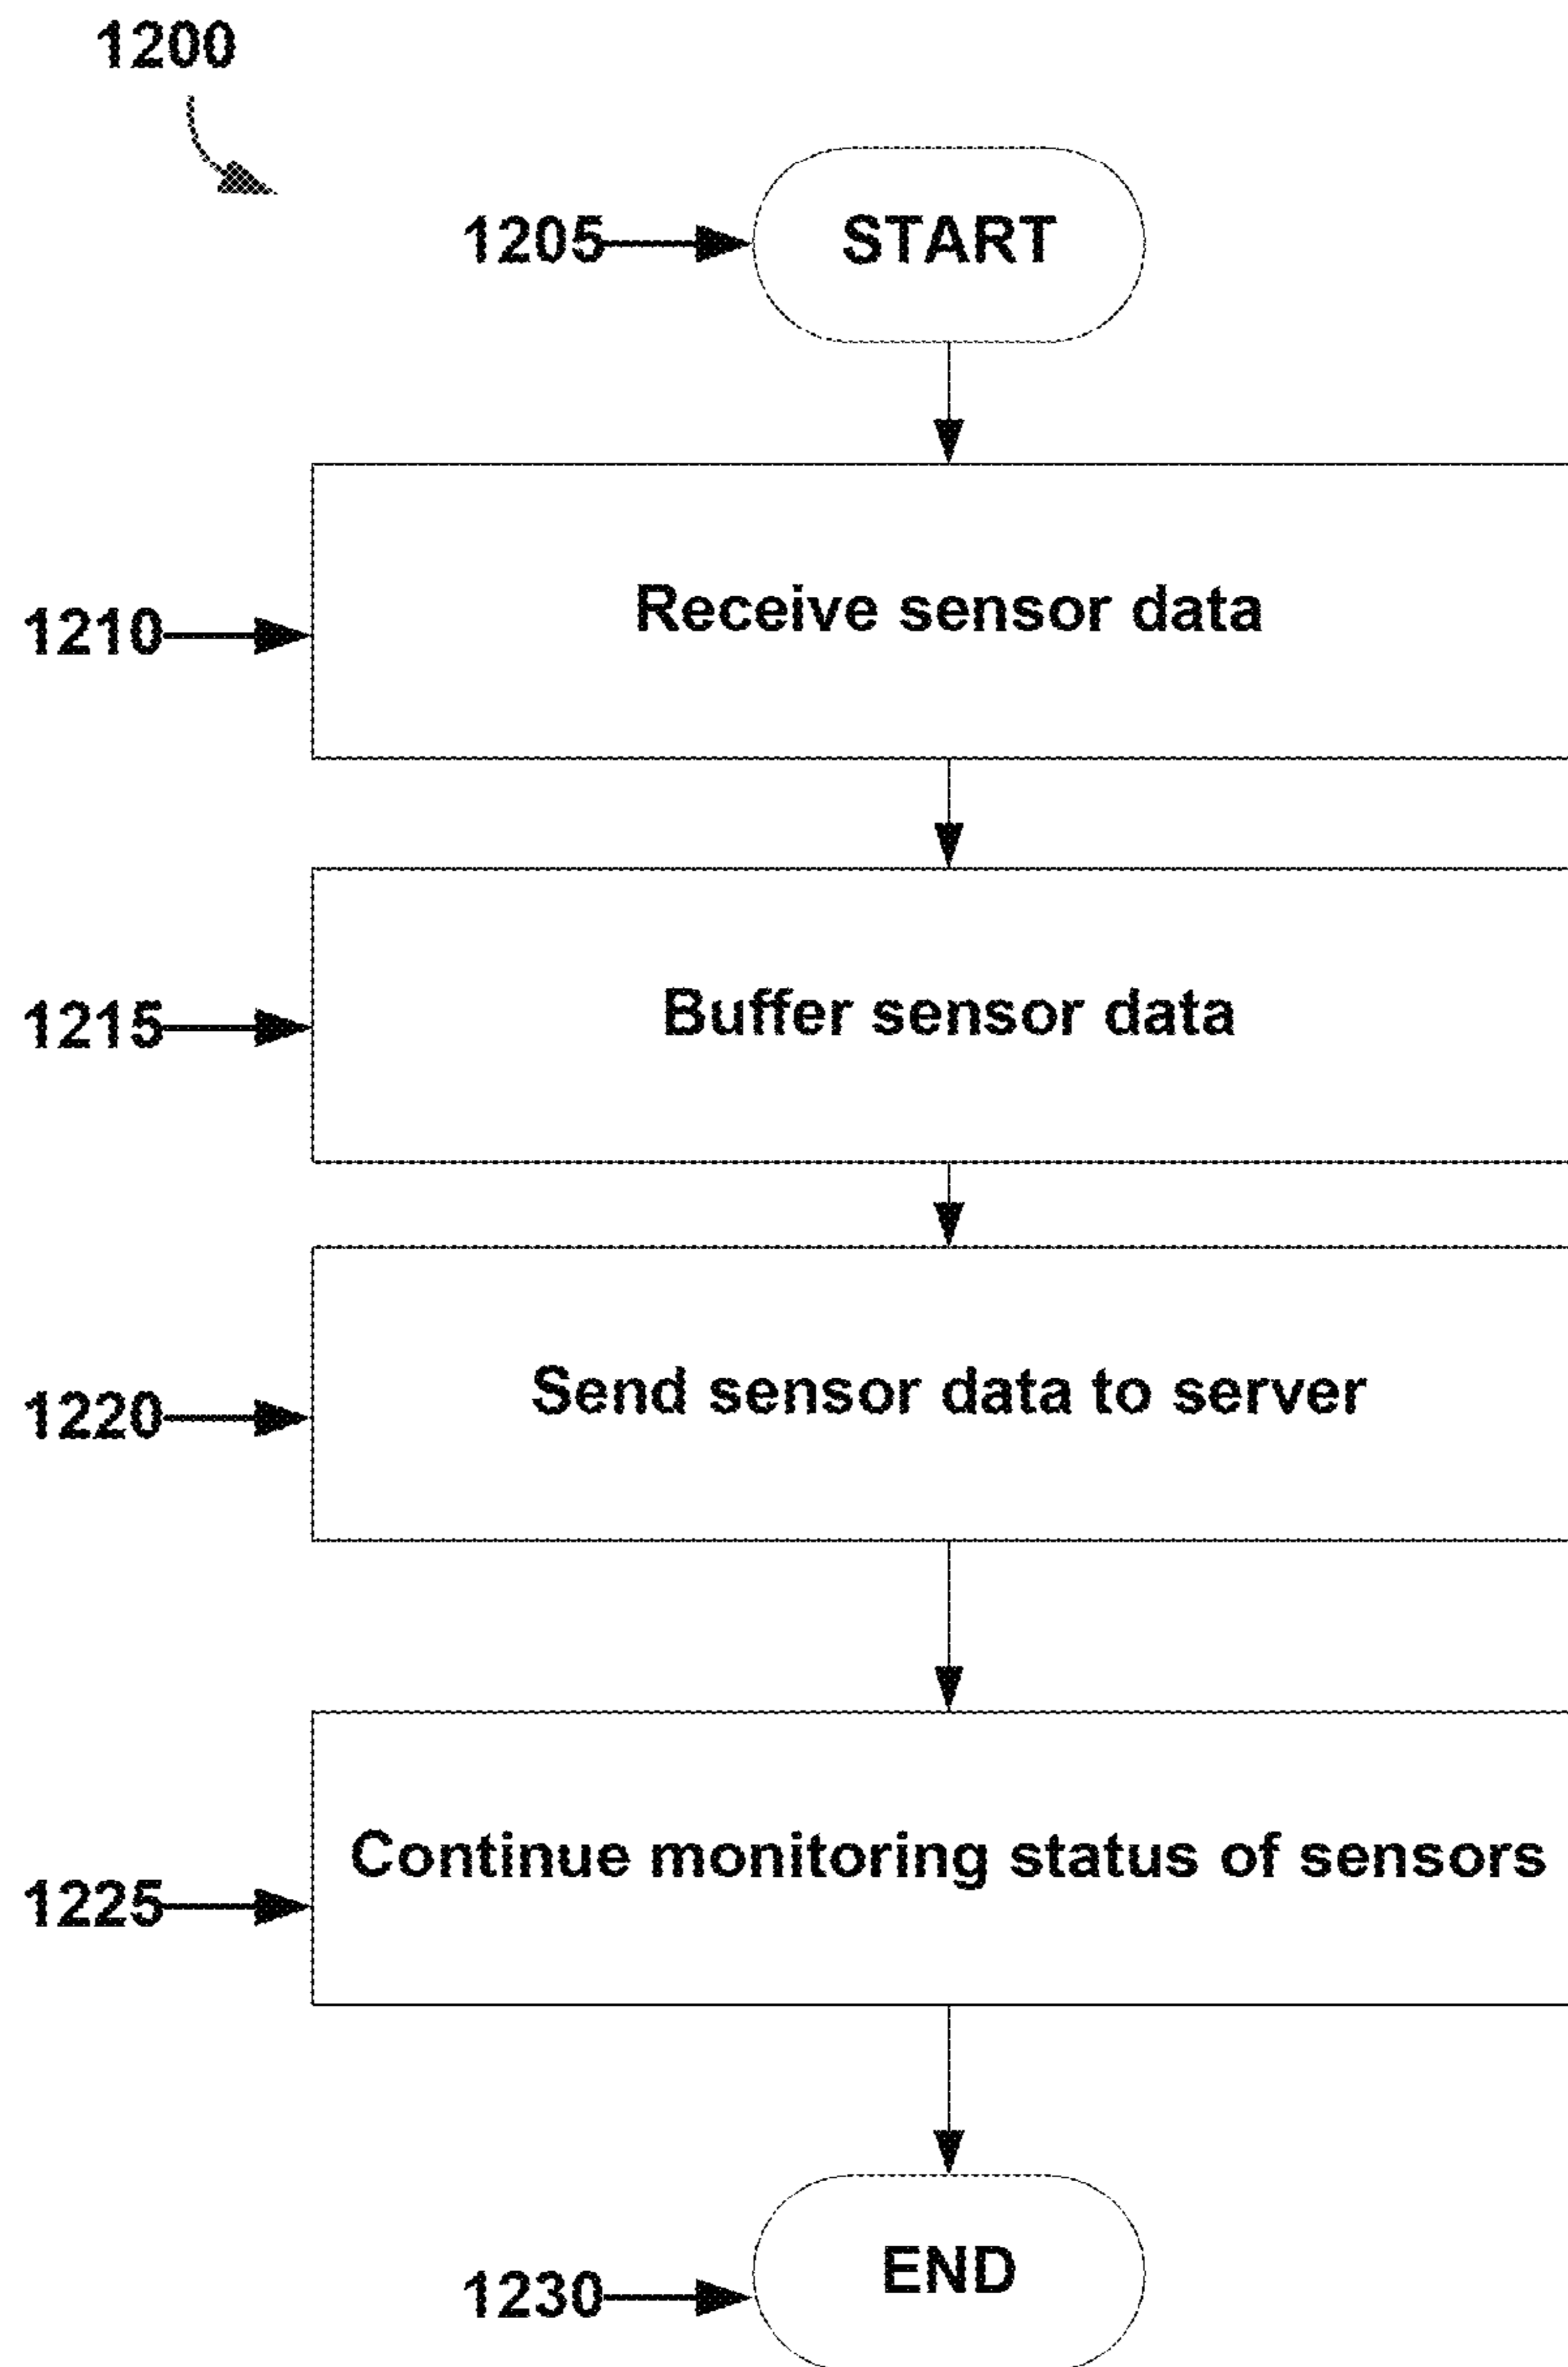 1200
1205 START
1210 Receive sensor data
1215 Buffer sensor data
1220 Send sensor data to server
1225 Continue monitoring status of sensors
1230 END